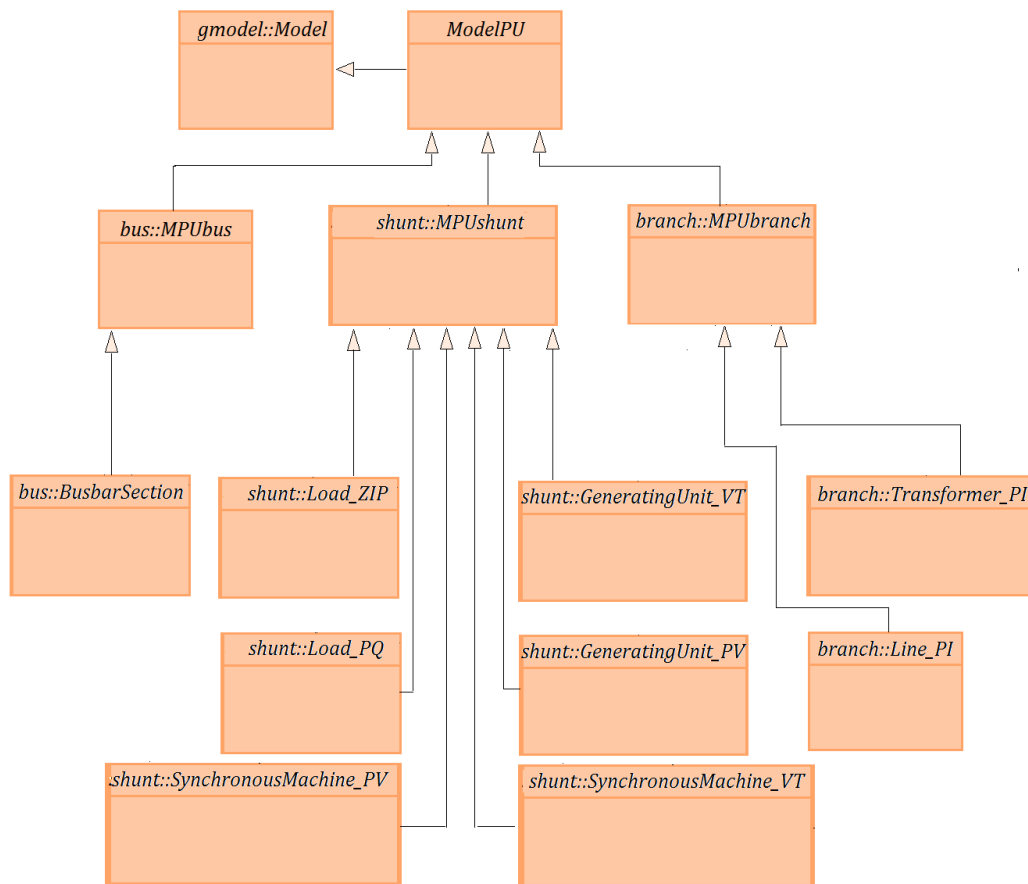 gmodel::Model
ModelPU
bus::MPUbus
shunt::MPUshunt
branch::MPUbranch
bus::BusbarSection
shunt::Load_ZIP
shunt::GeneratingUnit_VT
branch::Transformer_PI
shunt::Load_PQ
shunt::GeneratingUnit_PV
branch::Line_PI
shunt::SynchronousMachine_PV
shunt::SynchronousMachine_VT